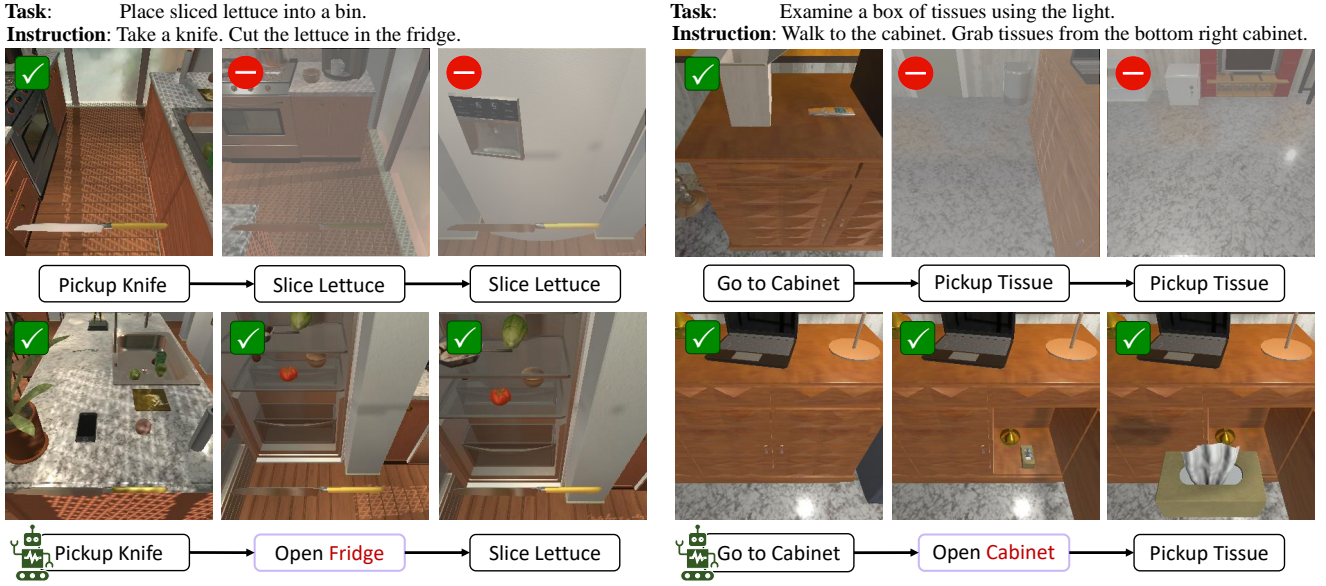 Task: Place sliced lettuce into a bin.
Instruction: Take a knife. Cut the lettuce in the fridge.
Pickup Knife
Slice Lettuce
Slice Lettuce
Pickup Knife
Open Fridge
Slice Lettuce
Task: Examine a box of tissues using the light.
Instruction: Walk to the cabinet. Grab tissues from the bottom right cabinet.
Go to Cabinet
Pickup Tissue
Pickup Tissue
Go to Cabinet
Open Cabinet
Pickup Tissue